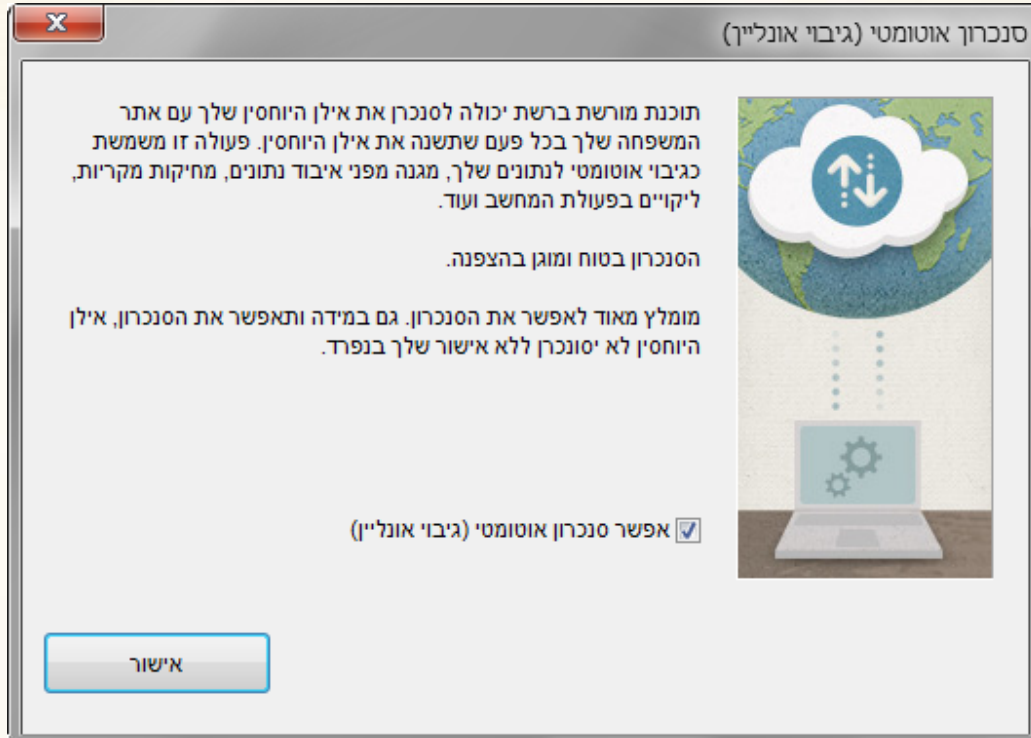 סנכרון אוטומטי (גיבוי אונליין)
תוכנת מורשת ברשת יכולה לסנכרן את אילן היוחסין שלך עם אתר
המשפחה שלך בכל פעם שתשנה את אילן היוחסין. פעולה זו משמשת
כגיבוי אוטומטי לנתונים שלך, מגנה מפני איבוד נתונים, מחיקות מקריות,
ליקויים בפעולת המחשב ועוד.
הסנכרון בטוח ומוגן בהצפנה.
מומלץ מאוד לאפשר את הסנכרון. גם במידה ותאפשר את הסנכרון, אילן
היוחסין לא יסונכרן ללא אישור שלך בנפרד.
אפשר סנכרון אוטומטי (גיבוי אונליין)
אישור